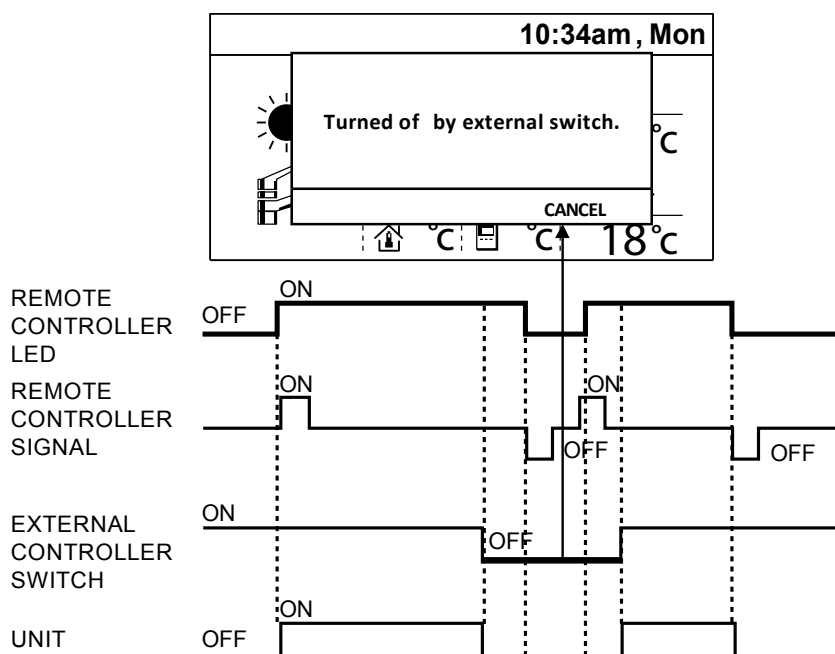 10:34am , Mon
Turned of by external switch.
°C
CANCEL
°C °C 18°C
REMOTE
CONTROLLER
LED
OFF
ON
REMOTE
CONTROLLER
SIGNAL
ON
OFF
ON
OFF
EXTERNAL
CONTROLLER
SWITCH
ON
OFF
UNIT
OFF
ON